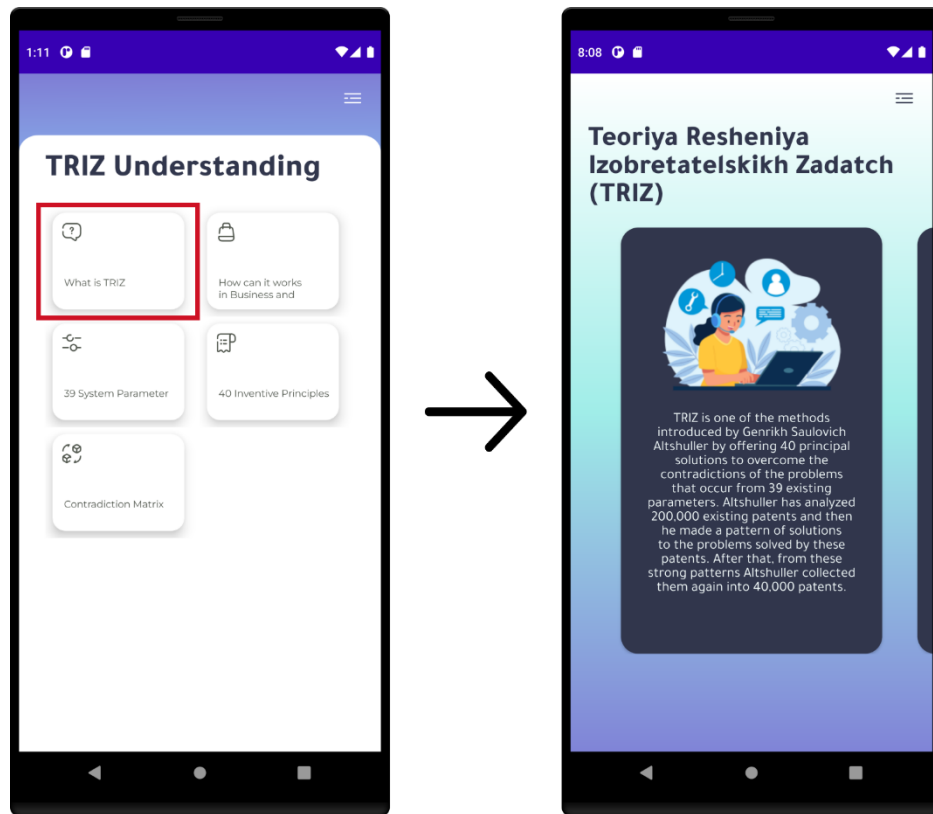 1:11
TRIZ Understanding
What is TRIZ
How can it works
in Business and
39 System Parameter
40 Inventive Principles
Contradiction Matrix
8:08
Teoriya Resheniya
Izobretatelskikh Zadatch
(TRIZ)
TRIZ is one of the methods
introduced by Genrikh Saulovich
Altshuller by offering 40 principal
solutions to overcome the
contradictions of the problems
that occur from 39 existing
parameters. Altshuller has analyzed
200,000 existing patents and then
he made a pattern of solutions
to the problems solved by these
patents. After that, from these
strong patterns Altshuller collected
them again into 40,000 patents.